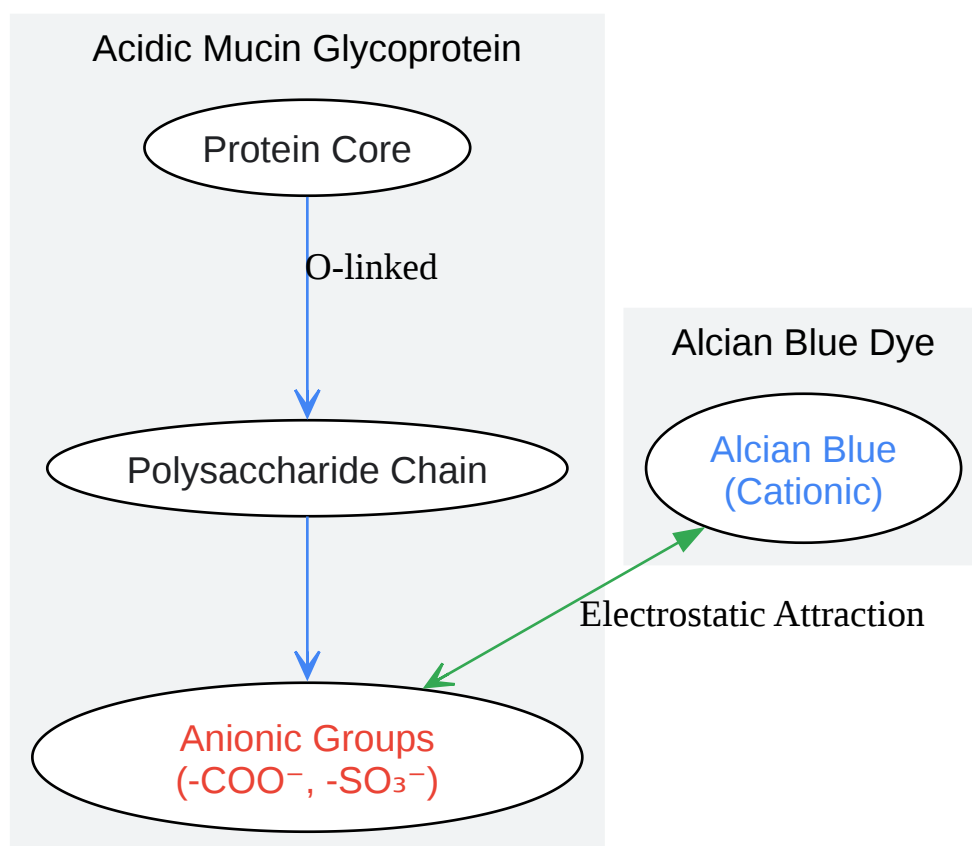 Acidic Mucin Glycoprotein
Protein Core
O-linked
Alcian Blue Dye
Polysaccharide Chain
Alcian Blue
(Cationic)
Electrostatic Attraction
Anionic Groups
(-COO⁻, -SO₃⁻)